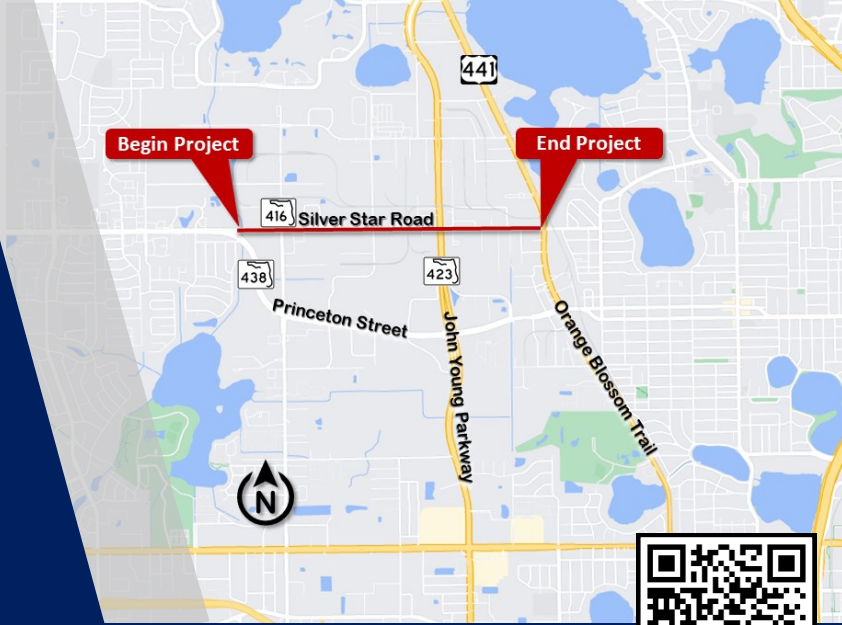 441
Begin Project
End Project
416
Silver Star Road
438
423
Princeton Street
John Young Parkway
Orange Blossom Trail
N